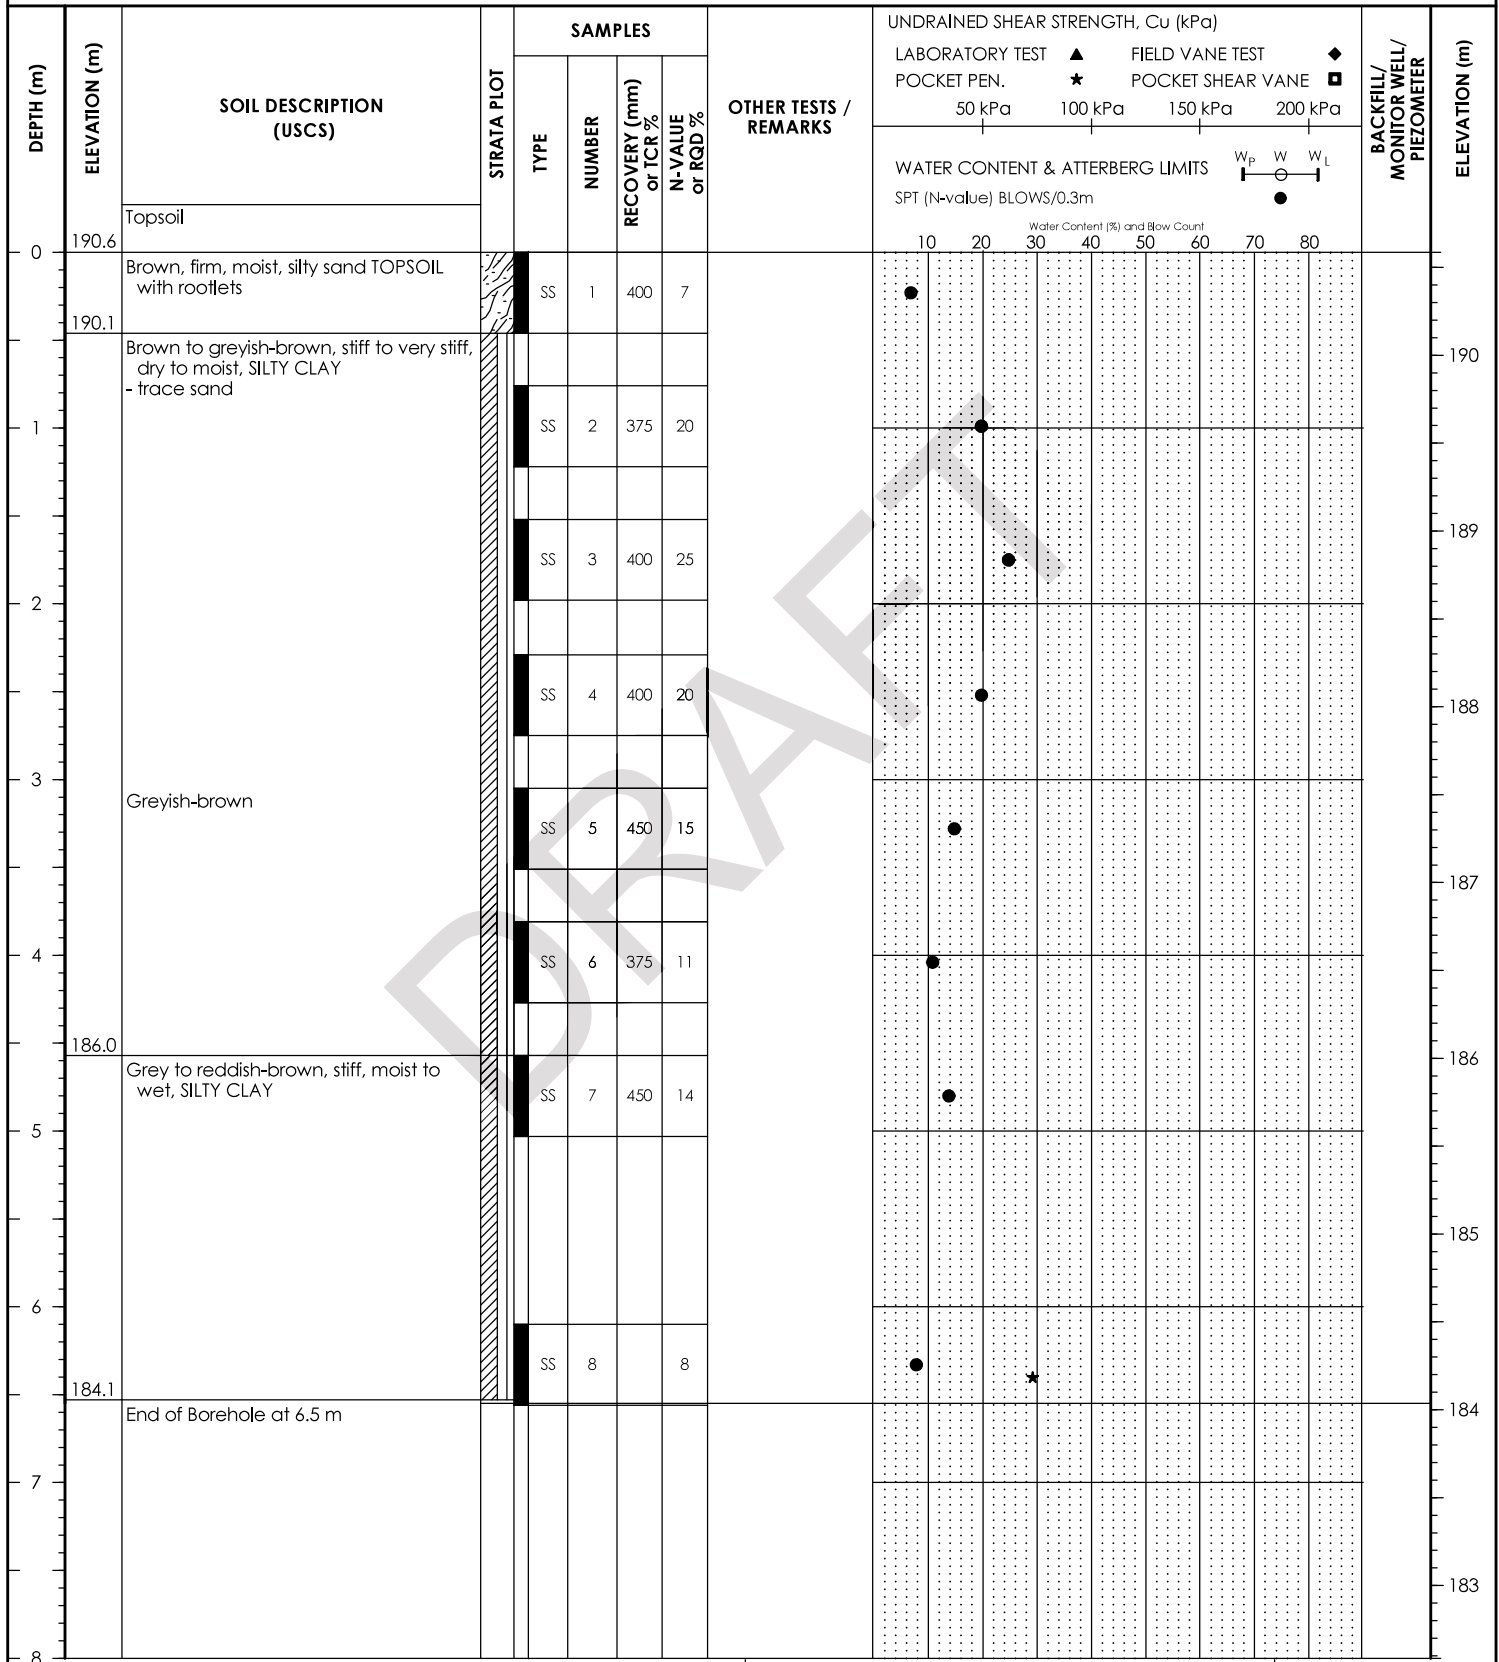 DEPTH (m)
ELEVATION (m)
SOIL DESCRIPTION
(USCS)
STRATA PLOT
SAMPLES
TYPE
NUMBER
RECOVERY (mm)
or TCR %
N-VALUE
or RQD %
OTHER TESTS /
REMARKS
UNDRAINED SHEAR STRENGTH, Cu (kPa)
LABORATORY TEST ▲ FIELD VANE TEST ◆
POCKET PEN. ★ POCKET SHEAR VANE
50 kPa 100 kPa 150 kPa 200 kPa
WATER CONTENT & ATTERBERG LIMITS WP W WL
SPT (N-value) BLOWS/0.3m ●
Water Content (%) and Blow Count
10 20 30 40 50 60 70 80
BACKFILL/
MONITOR WELL/
PIEZOMETER
ELEVATION (m)
Topsoil
0 190.6
Brown, firm, moist, silty sand TOPSOIL
with rootlets
SS 1 400 7
190.1
Brown to greyish-brown, stiff to very stiff,
dry to moist, SILTY CLAY
- trace sand
190
1
SS 2 375 20
189
SS 3 400 25
2
SS 4 400 20
188
3
Greyish-brown
SS 5 450 15
187
4
SS 6 375 11
186.0
186
Grey to reddish-brown, stiff, moist to
wet, SILTY CLAY
SS 7 450 14
5
185
6
SS 8 8
184.1
End of Borehole at 6.5 m
184
7
183
8
DRAFT